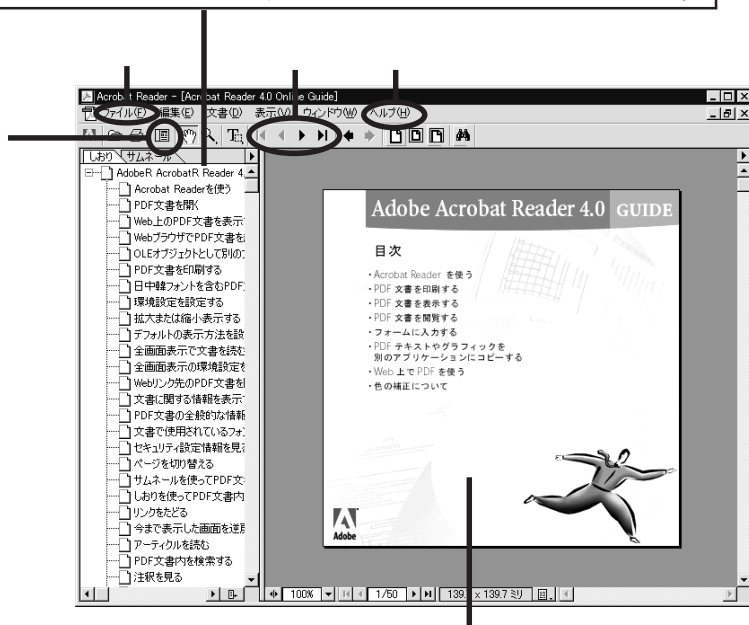 Acrobat Reader - [Acrobat Reader 4.0 Online Guide]
ファイル(F) 編集(E) 文書(D) 表示(V) ウィンドウ(W) ヘルプ(H)
しおり サムネール
AdobeR AcrobatR Reader 4.
Acrobat Readerを使う
PDF文書を開く
Web上のPDF文書を表示
WebブラウザでPDF文書を
OLEオブジェクトとして別の
PDF文書を印刷する
日中韓フォントを含むPDF
環境設定を設定する
拡大または縮小表示する
デフォルトの表示方法を設
全画面表示で文書を読む
全画面表示の環境設定を
Webリンク先のPDF文書を
文書に関する情報を表示
PDF文書の全般的な情報
文書で使用されているフォ
セキュリティ設定情報を見
ページを切り替える
サムネールを使ってPDF文
しおりを使ってPDF文書内
リンクをたどる
今まで表示した画面を逆戻
アーティクルを読む
PDF文書内を検索する
注釈を見る
Adobe Acrobat Reader 4.0 GUIDE
目次
・Acrobat Reader を使う
・PDF 文書を印刷する
・PDF 文書を表示する
・PDF 文書を閲覧する
・フォームに入力する
・PDF テキストやグラフィックを
別のアプリケーションにコピーする
・Web 上で PDF を使う
・色の補正について
Adobe
100% 1/50 x 139.7 ミリ